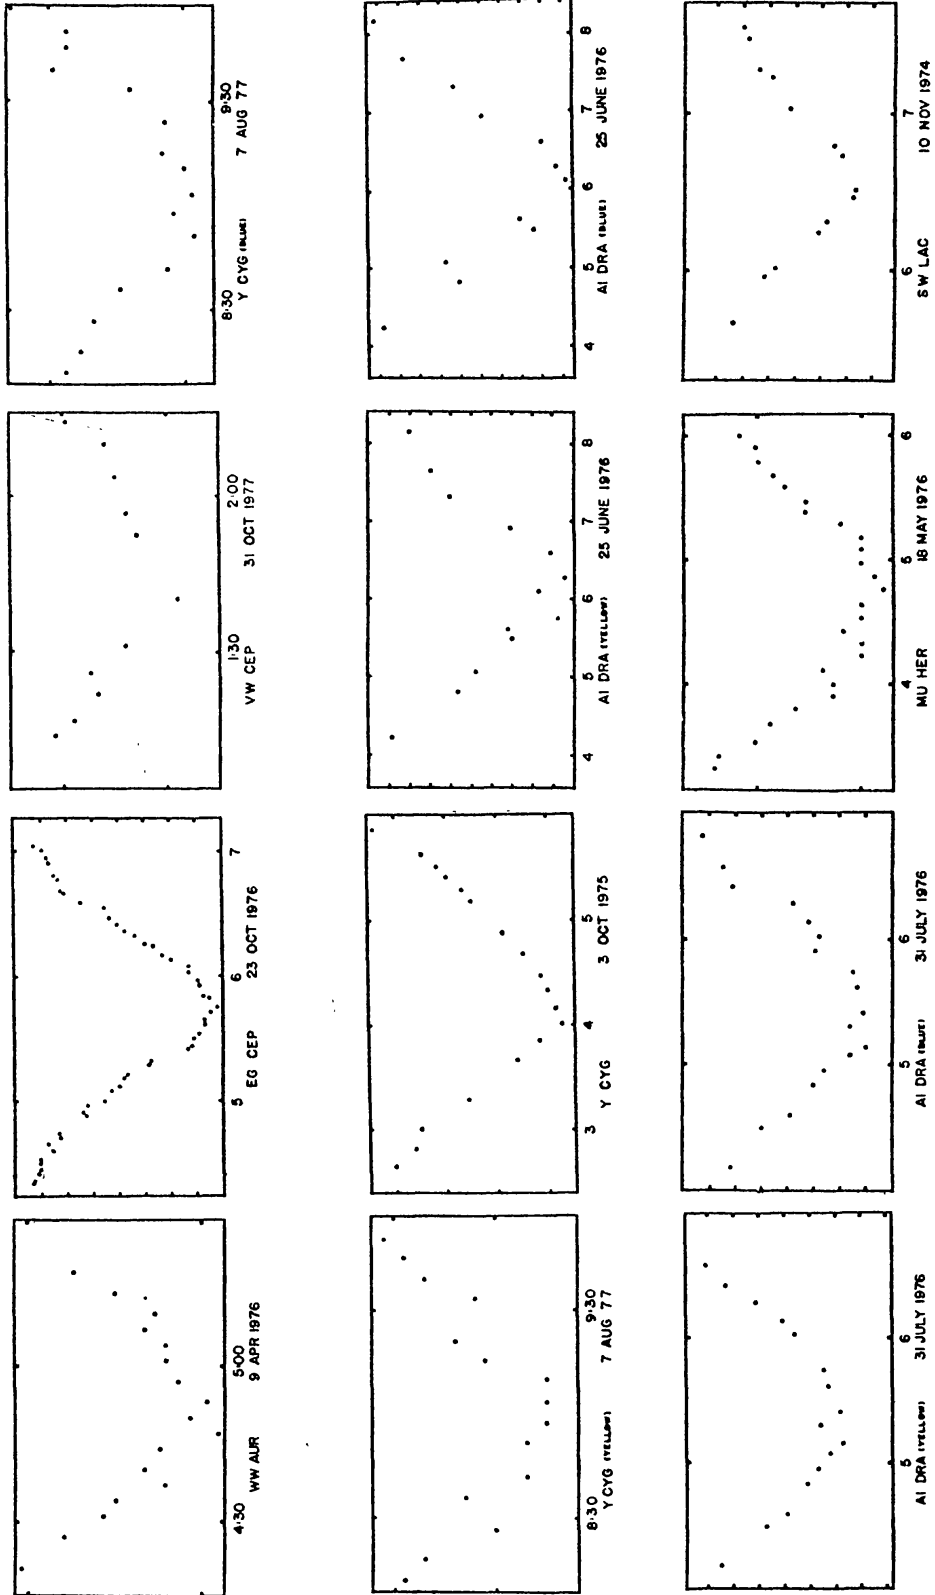 4:30 5:00
WW AUR 9 APR 1976
5 6 7
EG CEP 23 OCT 1976
1:30 2:00
VW CEP 31 OCT 1977
8:30 9:30
Y CYG (BLUE) 7 AUG 77
8:30 9:30
Y CYG (YELLOW) 7 AUG 77
3 4 5
Y CYG 3 OCT 1975
4 5 6 7 8
AI DRA (YELLOW) 25 JUNE 1976
4 5 6 7 8
AI DRA (BLUE) 25 JUNE 1976
5 6
AI DRA (YELLOW) 31 JULY 1976
5 6
AI DRA (BLUE) 31 JULY 1976
4 5 6
MU HER 18 MAY 1976
6 7
SW LAC 10 NOV 1974